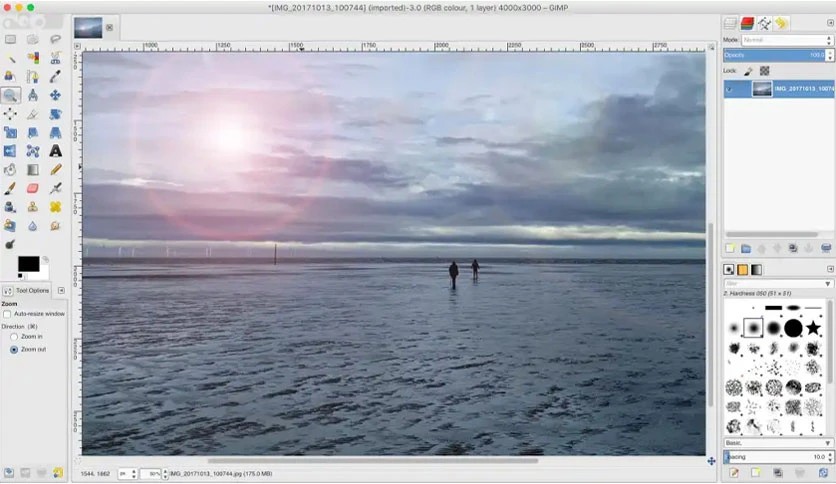 *[IMG_20171013_100744] (imported)-3.0 (RGB colour, 1 layer) 4000x3000 – GIMP
1000
1250
1500
1750
2000
2250
2500
2750
Mode: Normal
Opacity 100.0
Lock:
IMG_20171013_100744
Tool Options
Zoom
Auto-resize window
Direction (⌘)
Zoom in
Zoom out
filter
2. Hardness 050 (51 × 51)
Basic,
Spacing 10.0
1544, 1662 px 50% IMG_20171013_100744.jpg (175.0 MB)